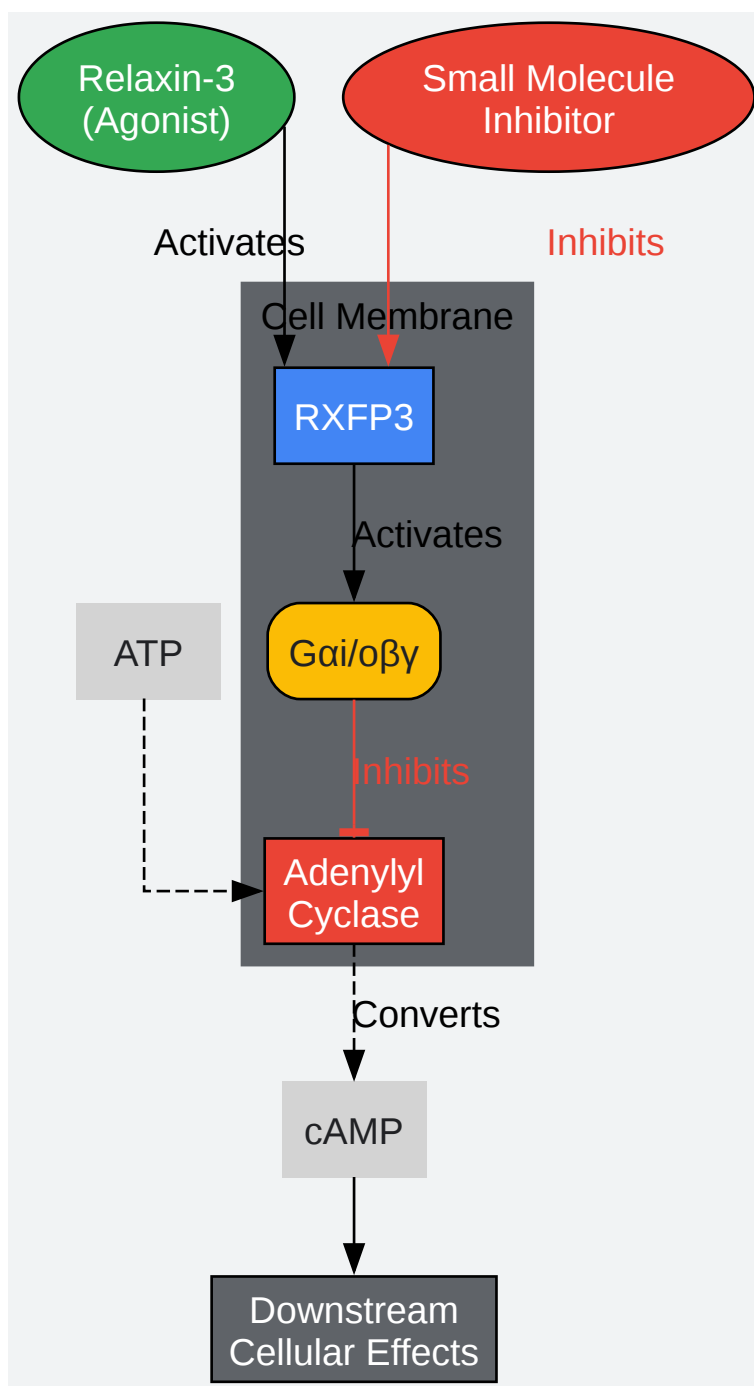 Relaxin-3
(Agonist)
Small Molecule
Inhibitor
Activates
Inhibits
Cell Membrane
RXFP3
Activates
ATP
Gαi/oβγ
Inhibits
Adenylyl
Cyclase
Converts
cAMP
Downstream
Cellular Effects